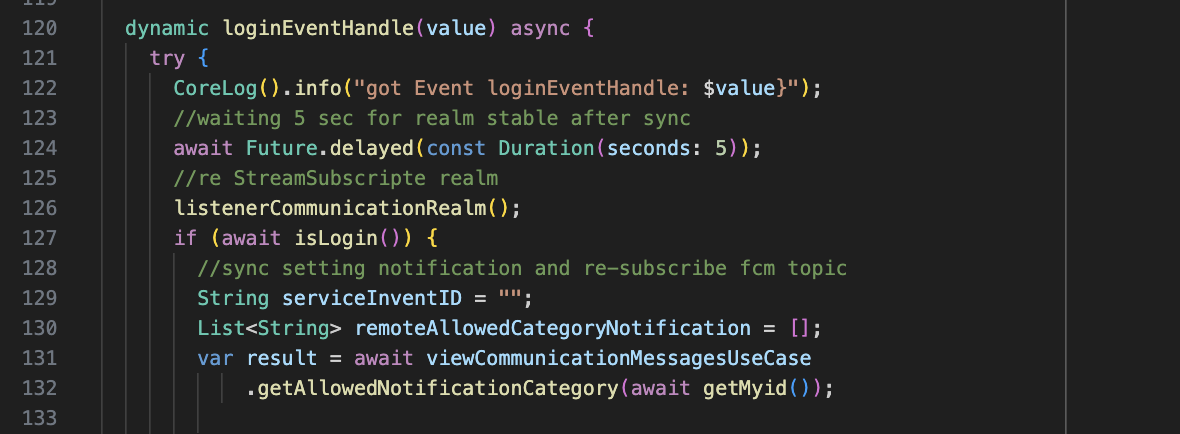 120 dynamic loginEventHandle(value) async {
121 try {
122 CoreLog().info("got Event loginEventHandle: $value}");
123 //waiting 5 sec for realm stable after sync
124 await Future.delayed(const Duration(seconds: 5));
125 //re StreamSubscripte realm
126 listenerCommunicationRealm();
127 if (await isLogin()) {
128 //sync setting notification and re-subscribe fcm topic
129 String serviceInventID = "";
130 List<String> remoteAllowedCategoryNotification = [];
131 var result = await viewCommunicationMessagesUseCase
132 .getAllowedNotificationCategory(await getMyid());
133